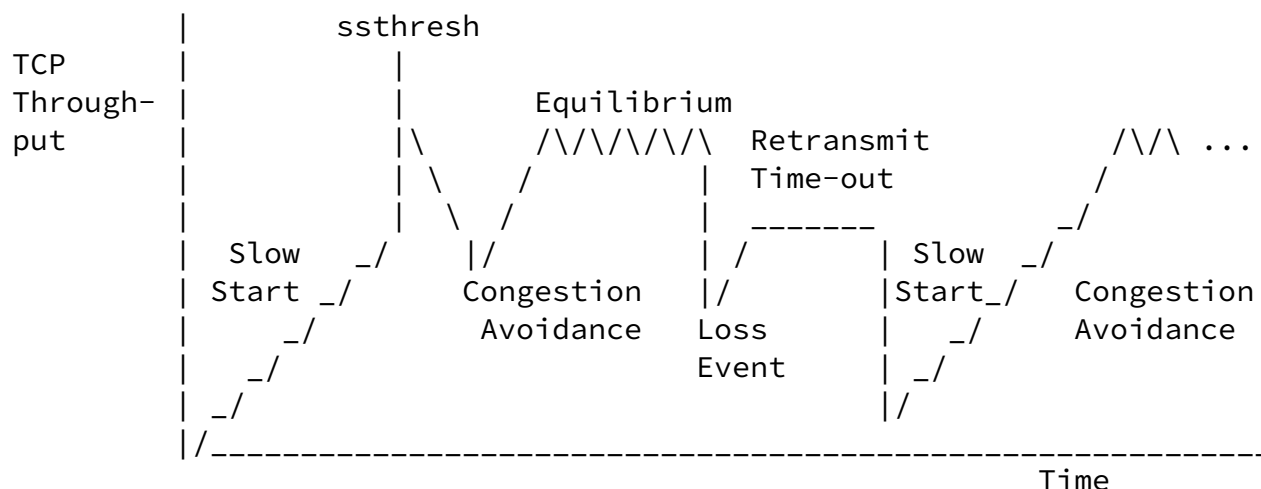 ssthresh
TCP
Through-
Equilibrium
put
Retransmit
...
Time-out
Slow
Slow
Start
Congestion
Start
Congestion
Avoidance
Loss
Avoidance
Event
Time